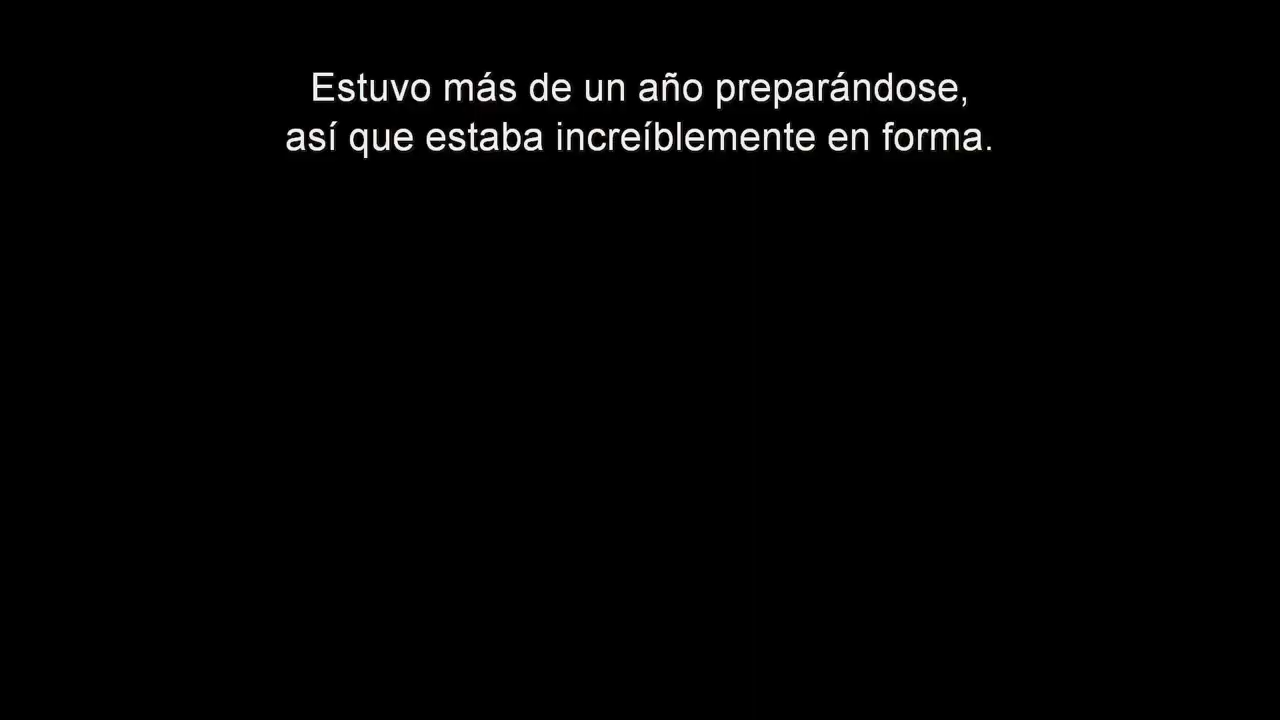 Estuvo más de un año preparándose,
así que estaba increíblemente en forma.